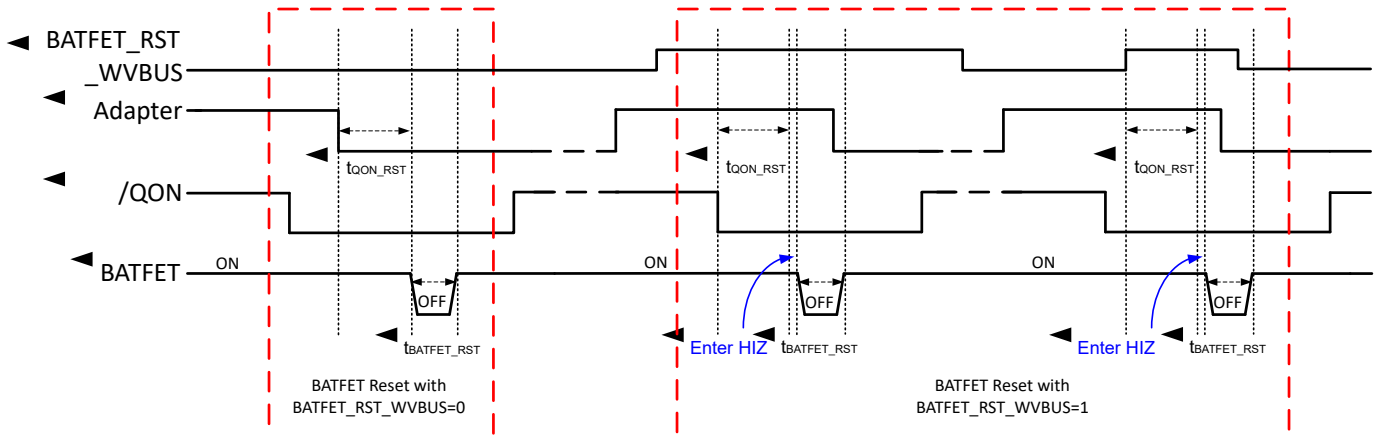 BATFET_RST
_WVBUS
Adapter
tQON_RST tQON_RST tQON_RST
/QON
BATFET ON ON ON
OFF OFF OFF
tBATFET_RST Enter HIZ tBATFET_RST Enter HIZ tBATFET_RST
BATFET Reset with
BATFET_RST_WVBUS=0
BATFET Reset with
BATFET_RST_WVBUS=1